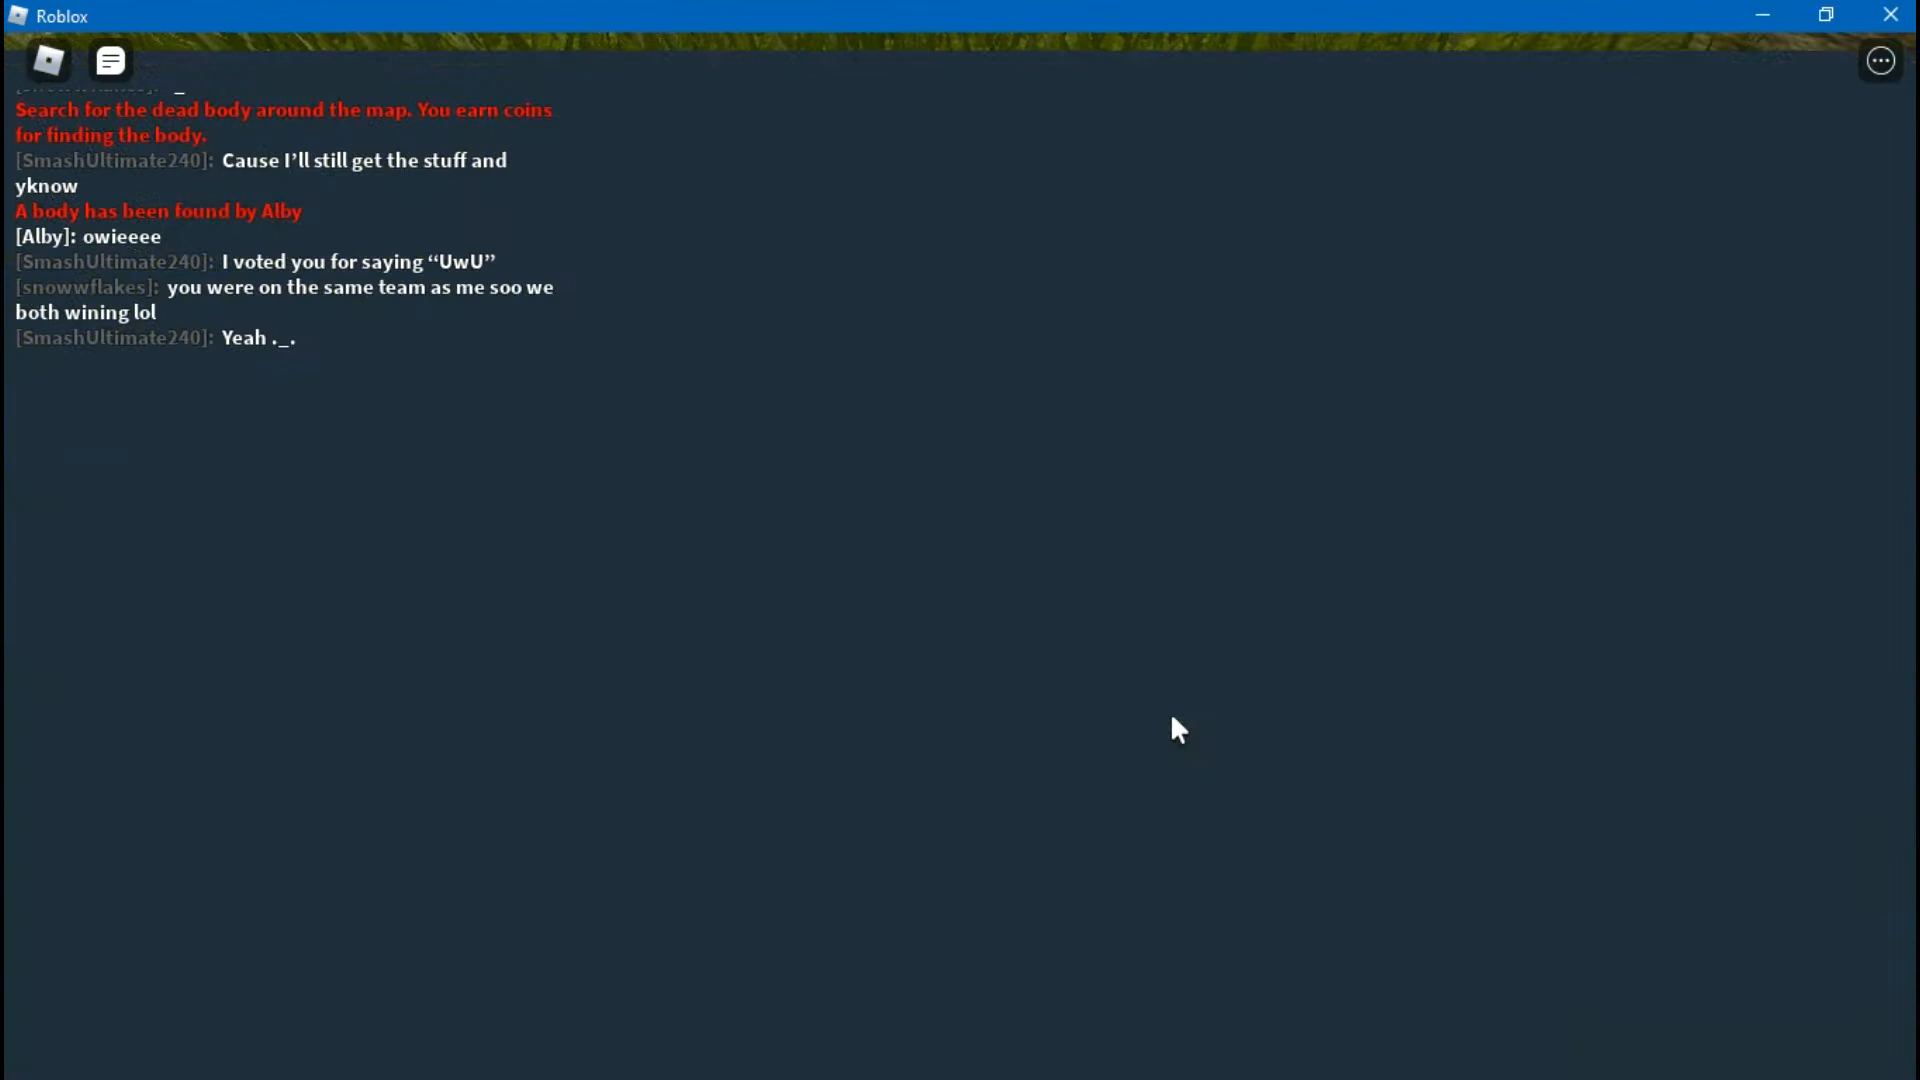 Roblox
Search for the dead body around the map. You earn coins
for finding the body.
[SmashUltimate240]: Cause I’ll still get the stuff and
yknow
A body has been found by Alby
[Alby]: owieeee
[SmashUltimate240]: I voted you for saying “UwU”
[snowwflakes]: you were on the same team as me soo we
both wining lol
[SmashUltimate240]: Yeah ._.